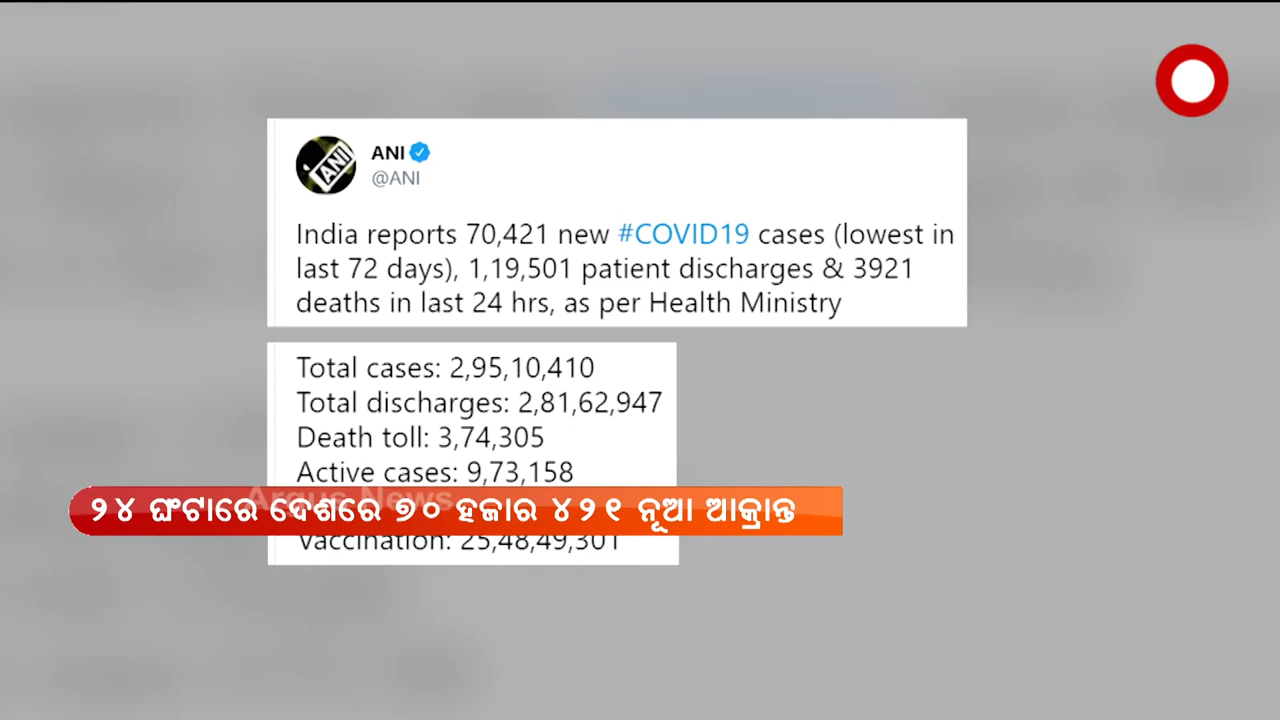 ANI
ANI
@ANI
India reports 70,421 new #COVID19 cases (lowest in
last 72 days), 1,19,501 patient discharges & 3921
deaths in last 24 hrs, as per Health Ministry
Total cases: 2,95,10,410
Total discharges: 2,81,62,947
Death toll: 3,74,305
Active cases: 9,73,158
Argus News
୨୪ ଘଂଟାରେ ଦେଶରେ ୭୦ ହଜାର ୪୨୧ ନୂଆ ଆକ୍ରାନ୍ତ
Vaccination: 25,48,49,301